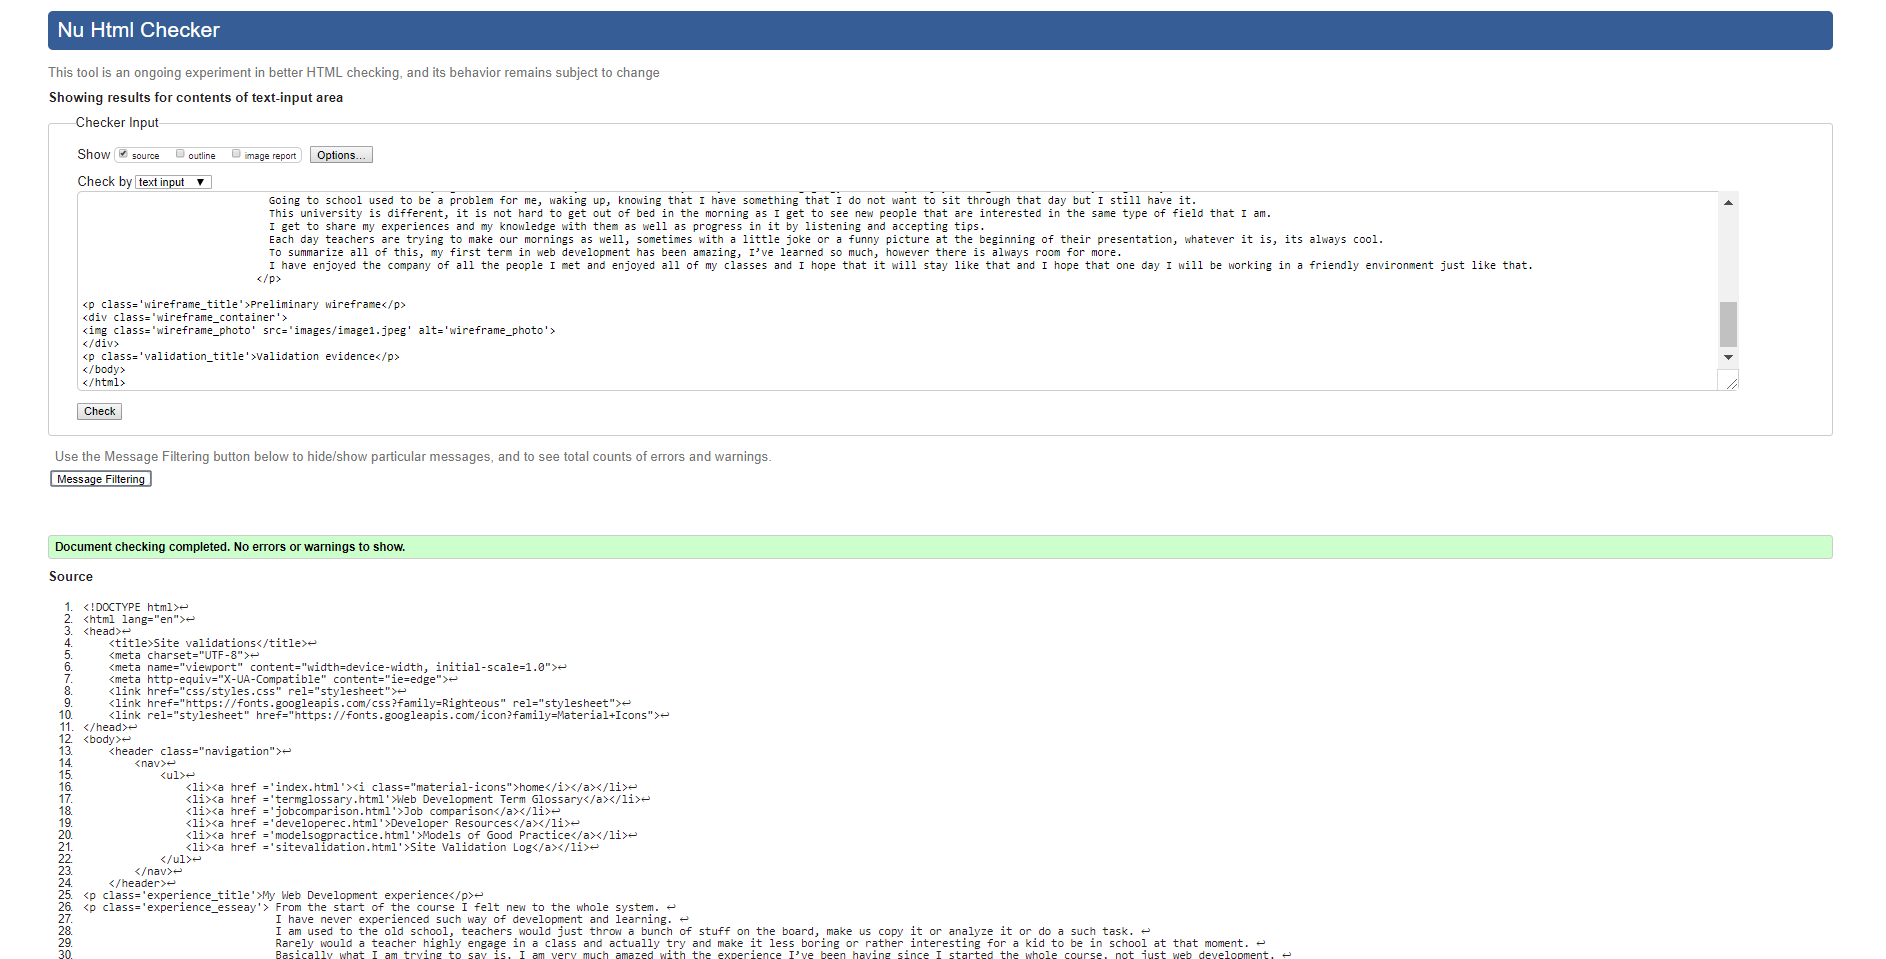 Nu Html Checker
This tool is an ongoing experiment in better HTML checking, and its behavior remains subject to change
Showing results for contents of text-input area
Checker Input
Show source outline image report Options...
Check by text input ▼
Going to school used to be a problem for me, waking up, knowing that I have something that I do not want to sit through that day but I still have it.
This university is different, it is not hard to get out of bed in the morning as I get to see new people that are interested in the same type of field that I am.
I get to share my experiences and my knowledge with them as well as progress in it by listening and accepting tips.
Each day teachers are trying to make our mornings as well, sometimes with a little joke or a funny picture at the beginning of their presentation, whatever it is, its always cool.
To summarize all of this, my first term in web development has been amazing, I’ve learned so much, however there is always room for more.
I have enjoyed the company of all the people I met and enjoyed all of my classes and I hope that it will stay like that and I hope that one day I will be working in a friendly environment just like that.
</p>
<p class='wireframe_title'>Preliminary wireframe</p>
<div class='wireframe_container'>
<img class='wireframe_photo' src='images/image1.jpeg' alt='wireframe_photo'>
</div>
<p class='validation_title'>Validation evidence</p>
</body>
</html>
Check
Use the Message Filtering button below to hide/show particular messages, and to see total counts of errors and warnings.
Message Filtering
Document checking completed. No errors or warnings to show.
Source
1. <!DOCTYPE html>↩
2. <html lang="en">↩
3. <head>↩
4. <title>Site validations</title>↩
5. <meta charset="UTF-8">↩
6. <meta name="viewport" content="width=device-width, initial-scale=1.0">↩
7. <meta http-equiv="X-UA-Compatible" content="ie=edge">↩
8. <link href="css/styles.css" rel="stylesheet">↩
9. <link href="https://fonts.googleapis.com/css?family=Righteous" rel="stylesheet">↩
10. <link rel="stylesheet" href="https://fonts.googleapis.com/icon?family=Material+Icons">↩
11. </head>↩
12. <body>↩
13. <header class="navigation">↩
14. <nav>↩
15. <ul>↩
16. <li><a href ='index.html'><i class="material-icons">home</i></a></li>↩
17. <li><a href ='termglossary.html'>Web Development Term Glossary</a></li>↩
18. <li><a href ='jobcomparison.html'>Job comparison</a></li>↩
19. <li><a href ='developerec.html'>Developer Resources</a></li>↩
20. <li><a href ='modelsogpractice.html'>Models of Good Practice</a></li>↩
21. <li><a href ='sitevalidation.html'>Site Validation Log</a></li>↩
22. </ul>↩
23. </nav>↩
24. </header>↩
25. <p class='experience_title'>My Web Development experience</p>↩
26. <p class='experience_esseay'> From the start of the course I felt new to the whole system. ↩
27. I have never experienced such way of development and learning. ↩
28. I am used to the old school, teachers would just throw a bunch of stuff on the board, make us copy it or analyze it or do a such task. ↩
29. Rarely would a teacher highly engage in a class and actually try and make it less boring or rather interesting for a kid to be in school at that moment. ↩
30. Basically what I am trying to say is, I am very much amazed with the experience I’ve been having since I started the whole course, not just web development. ↩